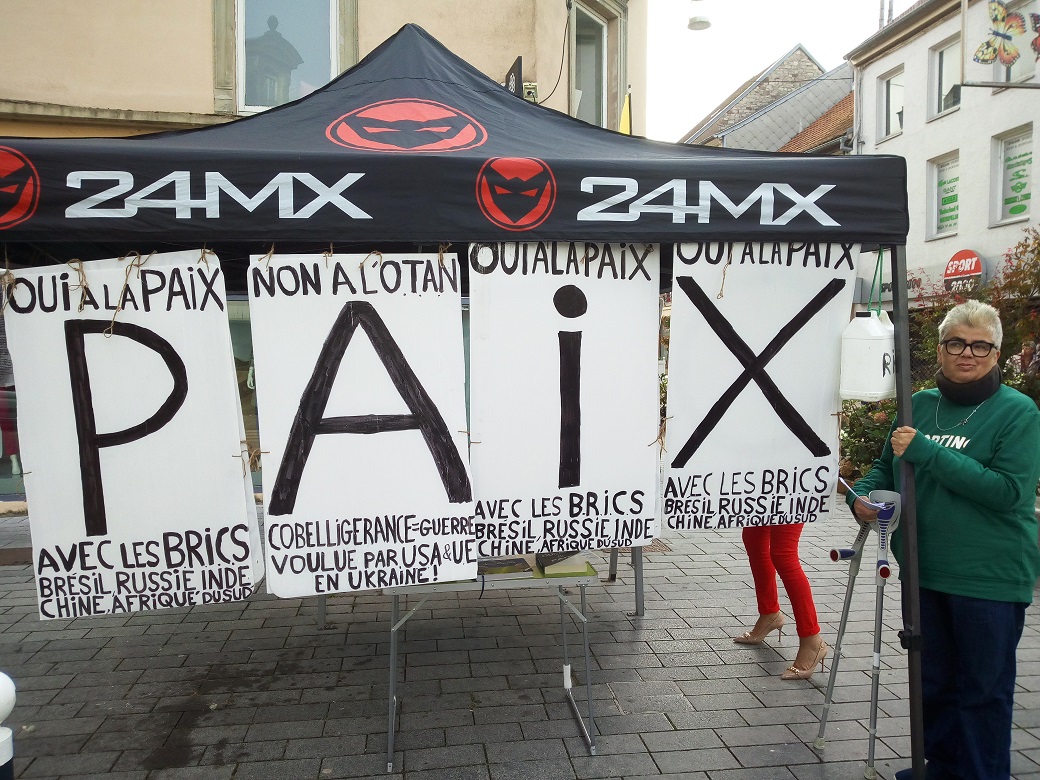 24MX
24MX
OUI A LA PAIX
P
AVEC LES BRICS
BRESIL, RUSSIE INDE
CHINE, AFRIQUE DU SUD
NON A L'O.TAN
A
COBELLIGERANCE=GUERRE
VOULUE PAR USA & UE
EN UKRAINE!
OUI A LA PAIX
i
AVEC LES BRICS
BRESIL RUSSIE INDE
CHINE, AFRIQUE DU SUD
OUI A LA PAIX
X
AVEC LES BRICS
BRESIL RUSSIE INDE
CHINE, AFRIQUE DU SUD
SPORT